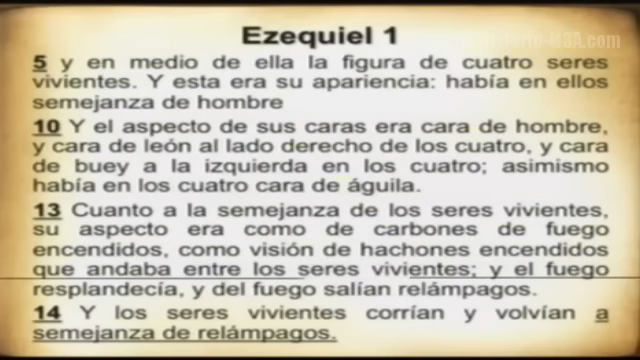 Ezequiel 1
5 y en medio de ella la figura de cuatro seres
vivientes. Y esta era su apariencia: había en ellos
semejanza de hombre
10 Y el aspecto de sus caras era cara de hombre,
y cara de león al lado derecho de los cuatro, y cara
de buey a la izquierda en los cuatro; asimismo
había en los cuatro cara de águila.
13 Cuanto a la semejanza de los seres vivientes,
su aspecto era como de carbones de fuego
encendidos, como visión de hachones encendidos
que andaba entre los seres vivientes; y el fuego
resplandecía, y del fuego salían relámpagos.
14 Y los seres vivientes corrían y volvían a
semejanza de relámpagos.